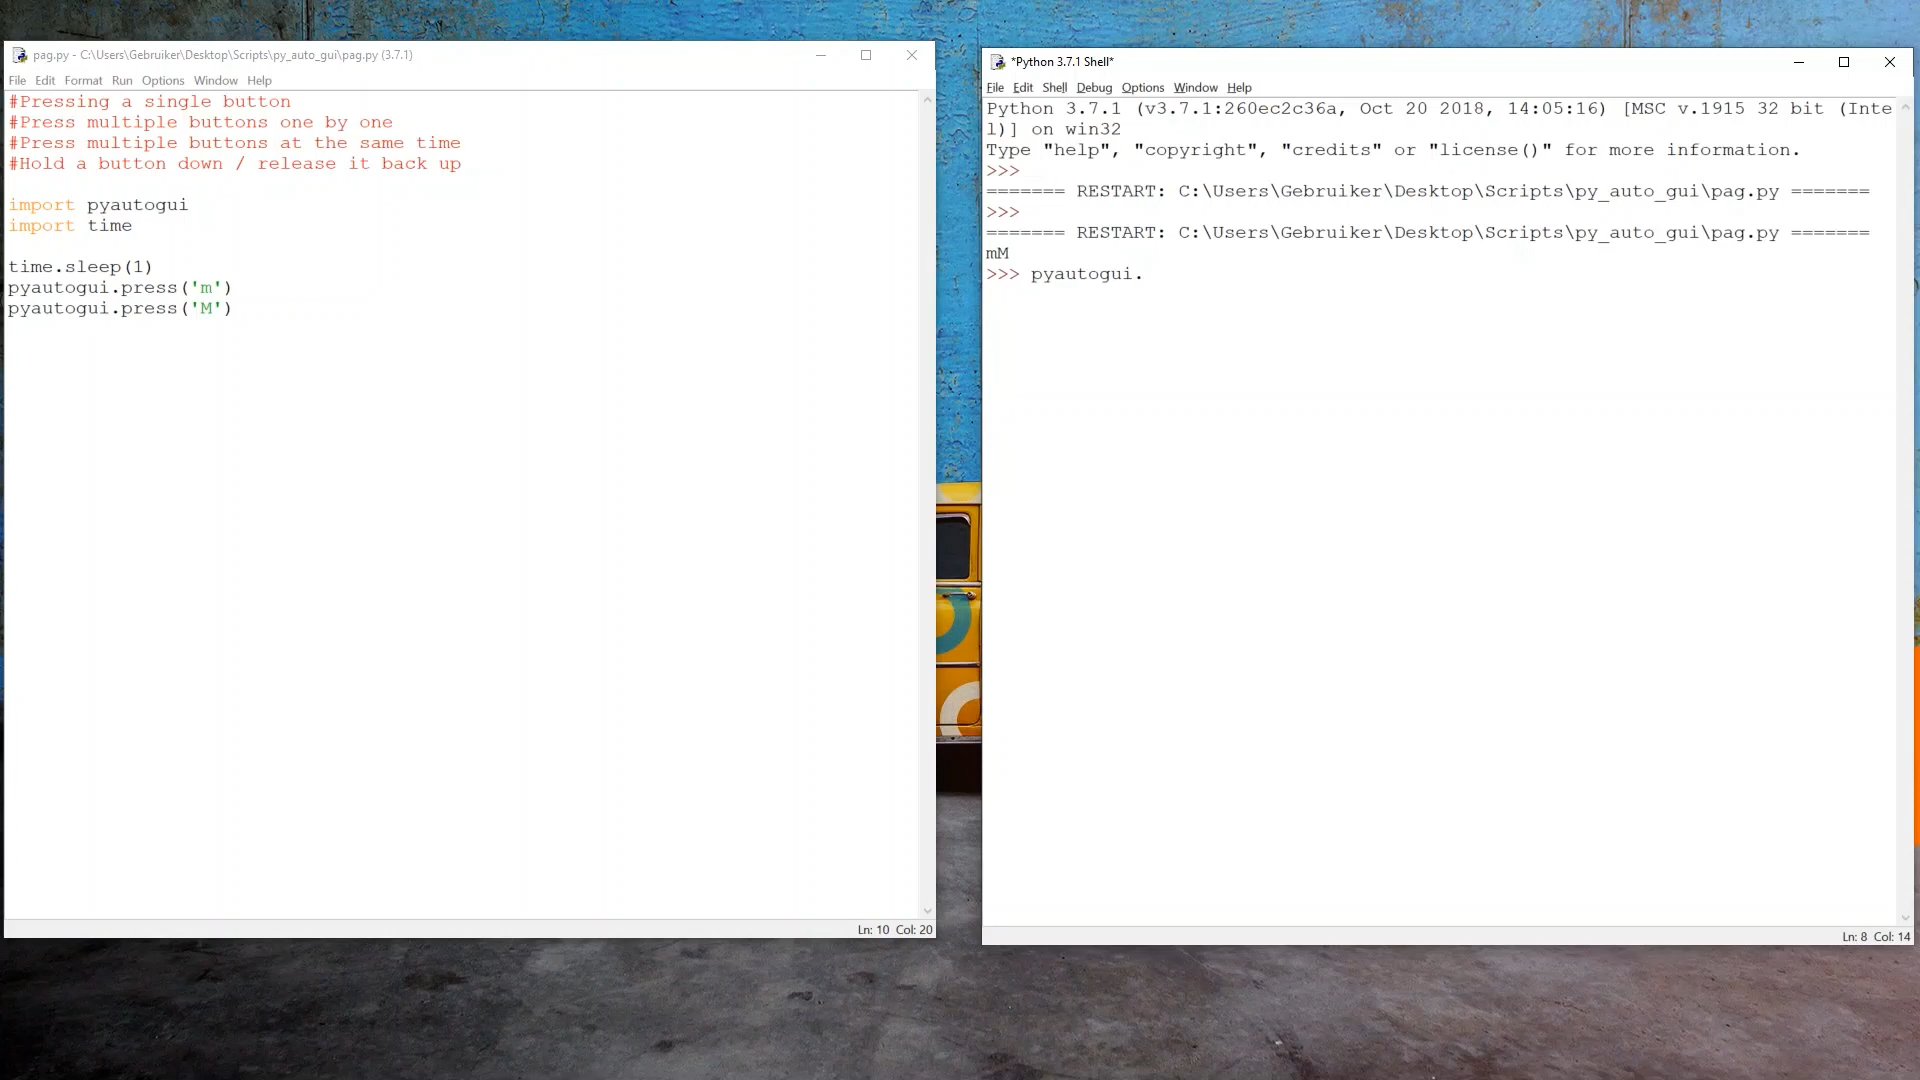 pag.py - C:\Users\Gebruiker\Desktop\Scripts\py_auto_gui\pag.py (3.7.1)
File Edit Format Run Options Window Help
#Pressing a single button
#Press multiple buttons one by one
#Press multiple buttons at the same time
#Hold a button down / release it back up
import pyautogui
import time
time.sleep(1)
pyautogui.press('m')
pyautogui.press('M')
Ln: 10 Col: 20
*Python 3.7.1 Shell*
File Edit Shell Debug Options Window Help
Python 3.7.1 (v3.7.1:260ec2c36a, Oct 20 2018, 14:05:16) [MSC v.1915 32 bit (Inte
l)] on win32
Type "help", "copyright", "credits" or "license()" for more information.
>>>
======= RESTART: C:\Users\Gebruiker\Desktop\Scripts\py_auto_gui\pag.py =======
>>>
======= RESTART: C:\Users\Gebruiker\Desktop\Scripts\py_auto_gui\pag.py =======
mM
>>> pyautogui.
Ln: 8 Col: 14